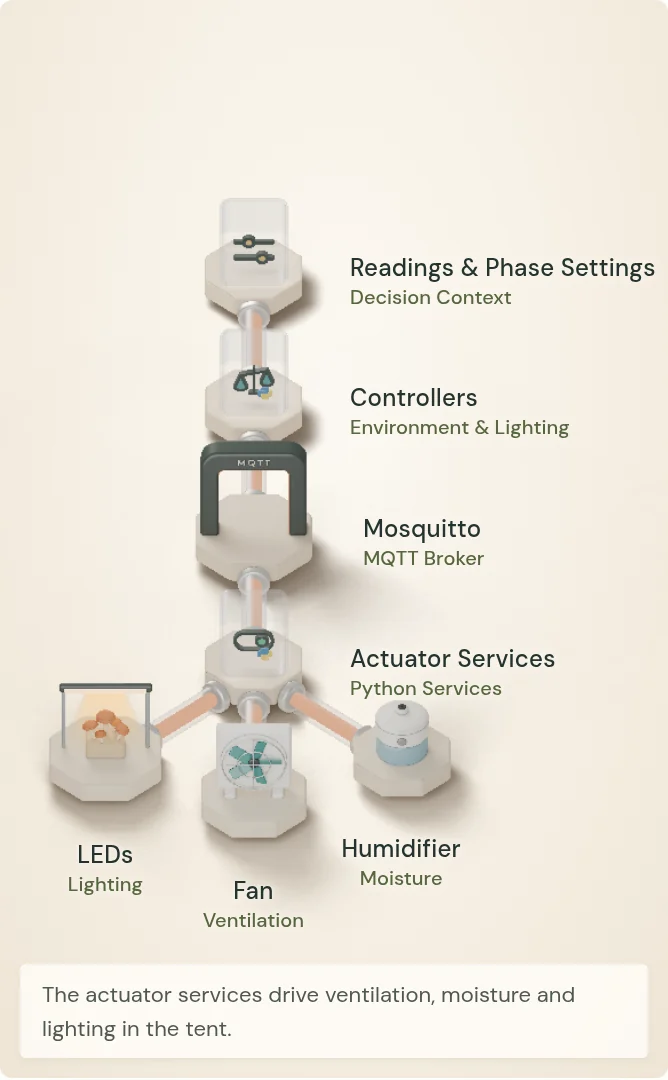 Readings & Phase Settings
Decision Context
Controllers
Environment & Lighting
MQTT
Mosquitto
MQTT Broker
Actuator Services
Python Services
LEDs
Lighting
Fan
Ventilation
Humidifier
Moisture
The actuator services drive ventilation, moisture and
lighting in the tent.